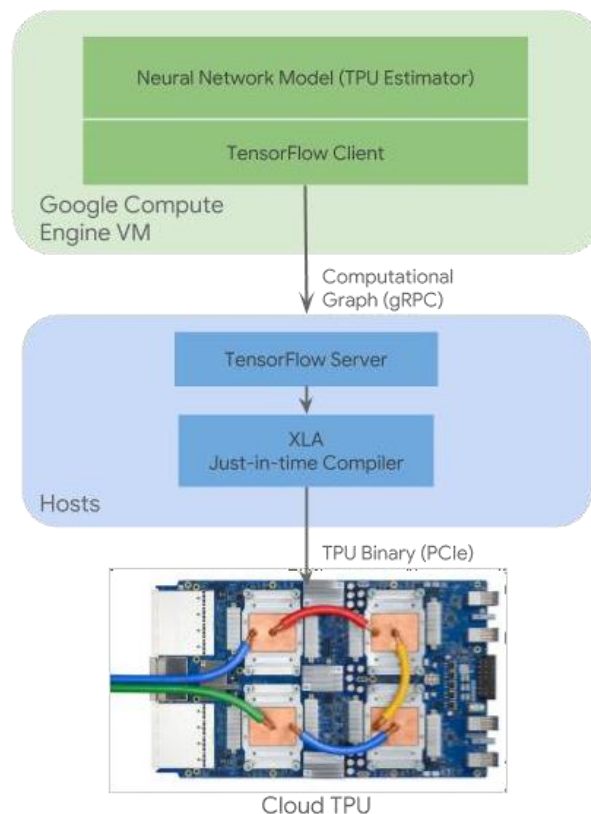 Neural Network Model (TPU Estimator)
TensorFlow Client
Google Compute
Engine VM
Computational
Graph (gRPC)
TensorFlow Server
XLA
Just-in-time Compiler
Hosts
TPU Binary (PCIe)
Cloud TPU